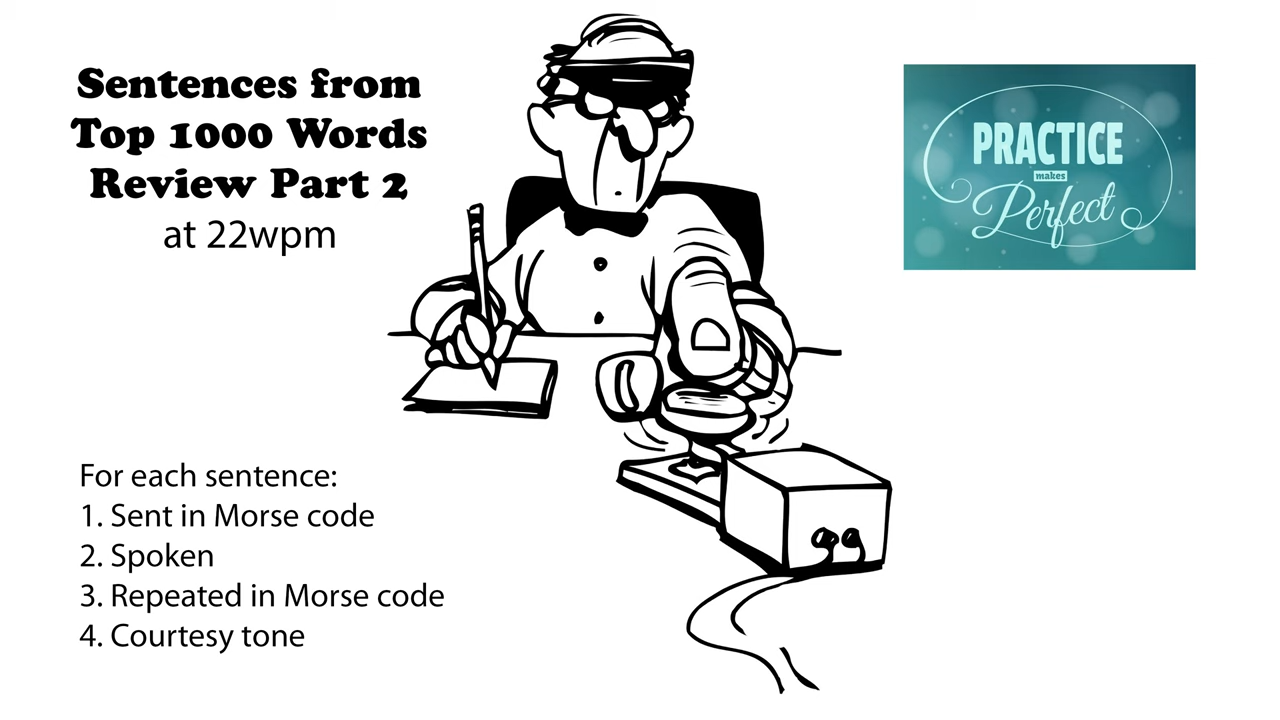 Sentences from
Top 1000 Words
Review Part 2
at 22wpm
PRACTICE
makes
Perfect
For each sentence:
1. Sent in Morse code
2. Spoken
3. Repeated in Morse code
4. Courtesy tone